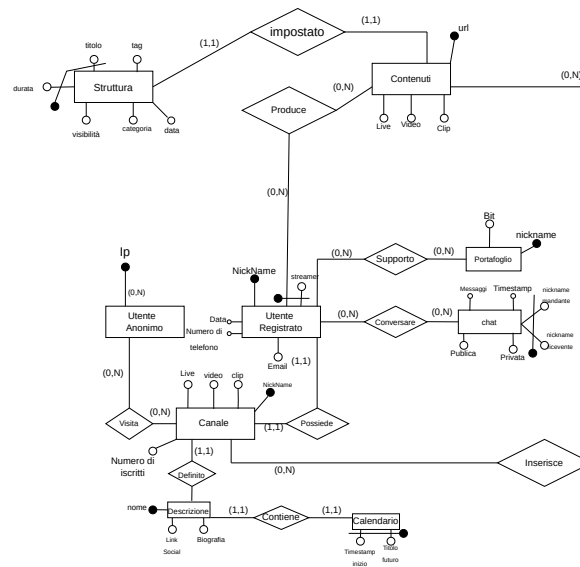 (1,1)
impostato
(1,1)
url
titolo
tag
(1,1)
durata
Struttura
visibilità
categoria
data
Contenuti
(0,N)
(0,N)
Produce
Live
Video
Clip
(0,N)
Ip
(0,N)
NickName
streamer
(0,N)
Supporto
(0,N)
Bit
nickname
Portafoglio
Utente
Anonimo
Data
Numero di
telefono
Utente
Registrato
Email
(0,N)
Conversare
(0,N)
Messaggi
Timestamp
nickname
mandante
chat
nickname
ricevente
Publica
Privata
(1,1)
(0,N)
Live
video
clip
NickName
Visita
(0,N)
Canale
(1,1)
Possiede
Numero di
iscritti
(1,1)
Definito
(0,N)
Inserisce
nome
Descrizione
(1,1)
Contiene
(1,1)
Calendario
Link
Social
Biografia
Timestamp
inizio
Titolo
futuro